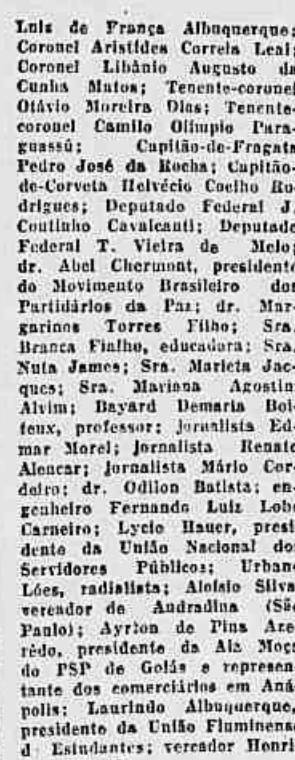 Luiz de França Albuquerque;
Coronel Aristides Correia Leal;
Coronel Libânio Augusto da
Cunha Matos; Tenente-coronel
Otávio Moreira Dias; Tenente-
coronel Camilo Olimpio Para-
guassú; Capitão-de-Fragata
Pedro José da Rocha; Capitão-
de-Corveta Helvécio Coelho Ro-
drigues; Deputado Federal J.
Coutinho Cavalcanti; Deputado
Federal T. Vieira de Melo;
dr. Abel Chermont, presidente
do Movimento Brasileiro dos
Partidários da Paz; dr. Mar-
garinos Torres Filho; Sra.
Branca Fialho, educadora; Sra.
Nuta James; Sra. Marieta Jac-
ques; Sra. Mariana Agostin
Alvim; Bayard Demaria Boi-
teux, professor; jornalista Ed-
mar Morel; jornalista Renato
Alencar; jornalista Mário Cor-
deiro; dr. Odilon Batista; en-
genheiro Fernando Luiz Lobo
Carneiro; Lycio Hauer, presi
dente da União Nacional do
Servidores Públicos; Urban
Lóes, radialista; Aloisio Silva
vereador de Andradina (São
Paulo); Ayrton de Pina Aze
rêdo, presidente da Ala Moça
do PSP de Goiás e represen
tante dos comerciários em Aná
polis; Laurindo Albuquerque,
presidente da União Fluminense
d Estudantes; vereador Henri